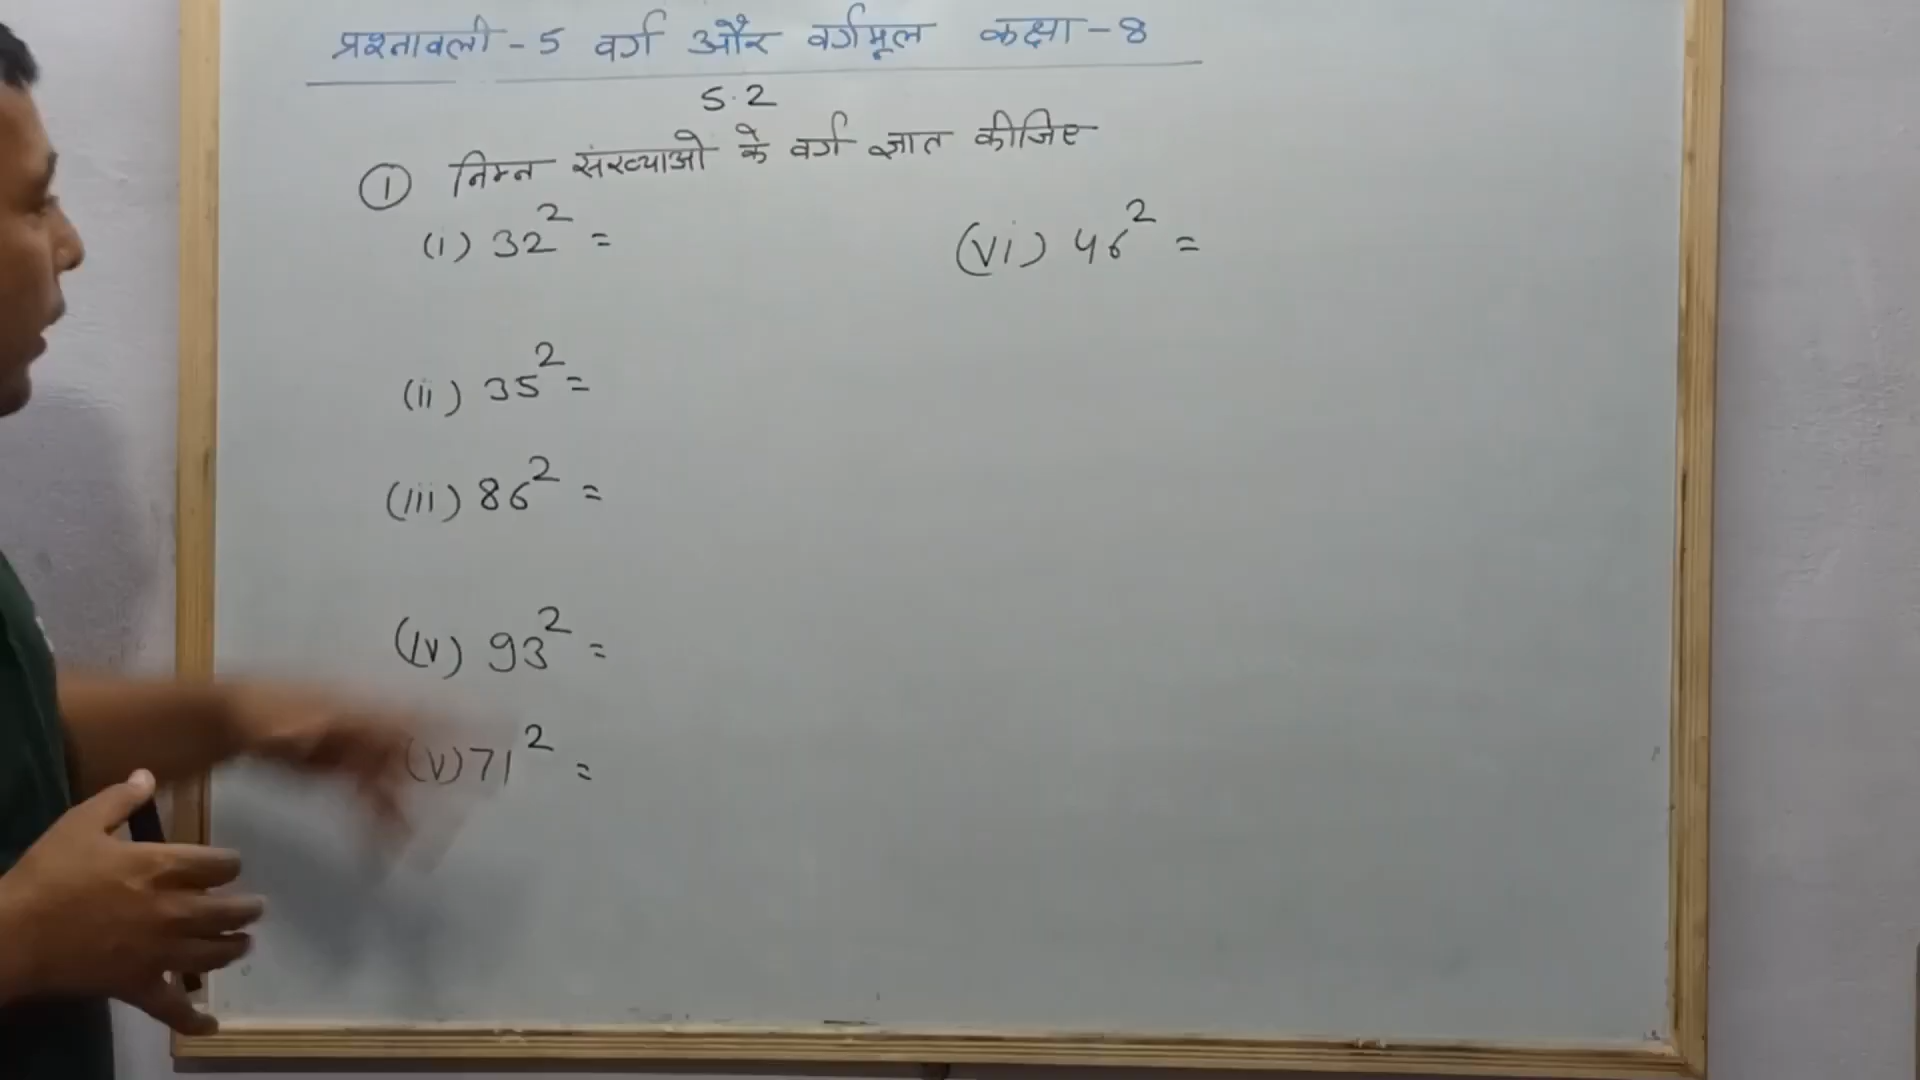 प्रश्नावली - 5 वर्ग और वर्गमूल कक्षा - 8
5.2
① निम्न संख्याओ के वर्ग ज्ञात कीजिए
(i) 32² =
(ii) 35² =
(iii) 86² =
(iv) 93² =
(v) 71² =
(vi) 46² =